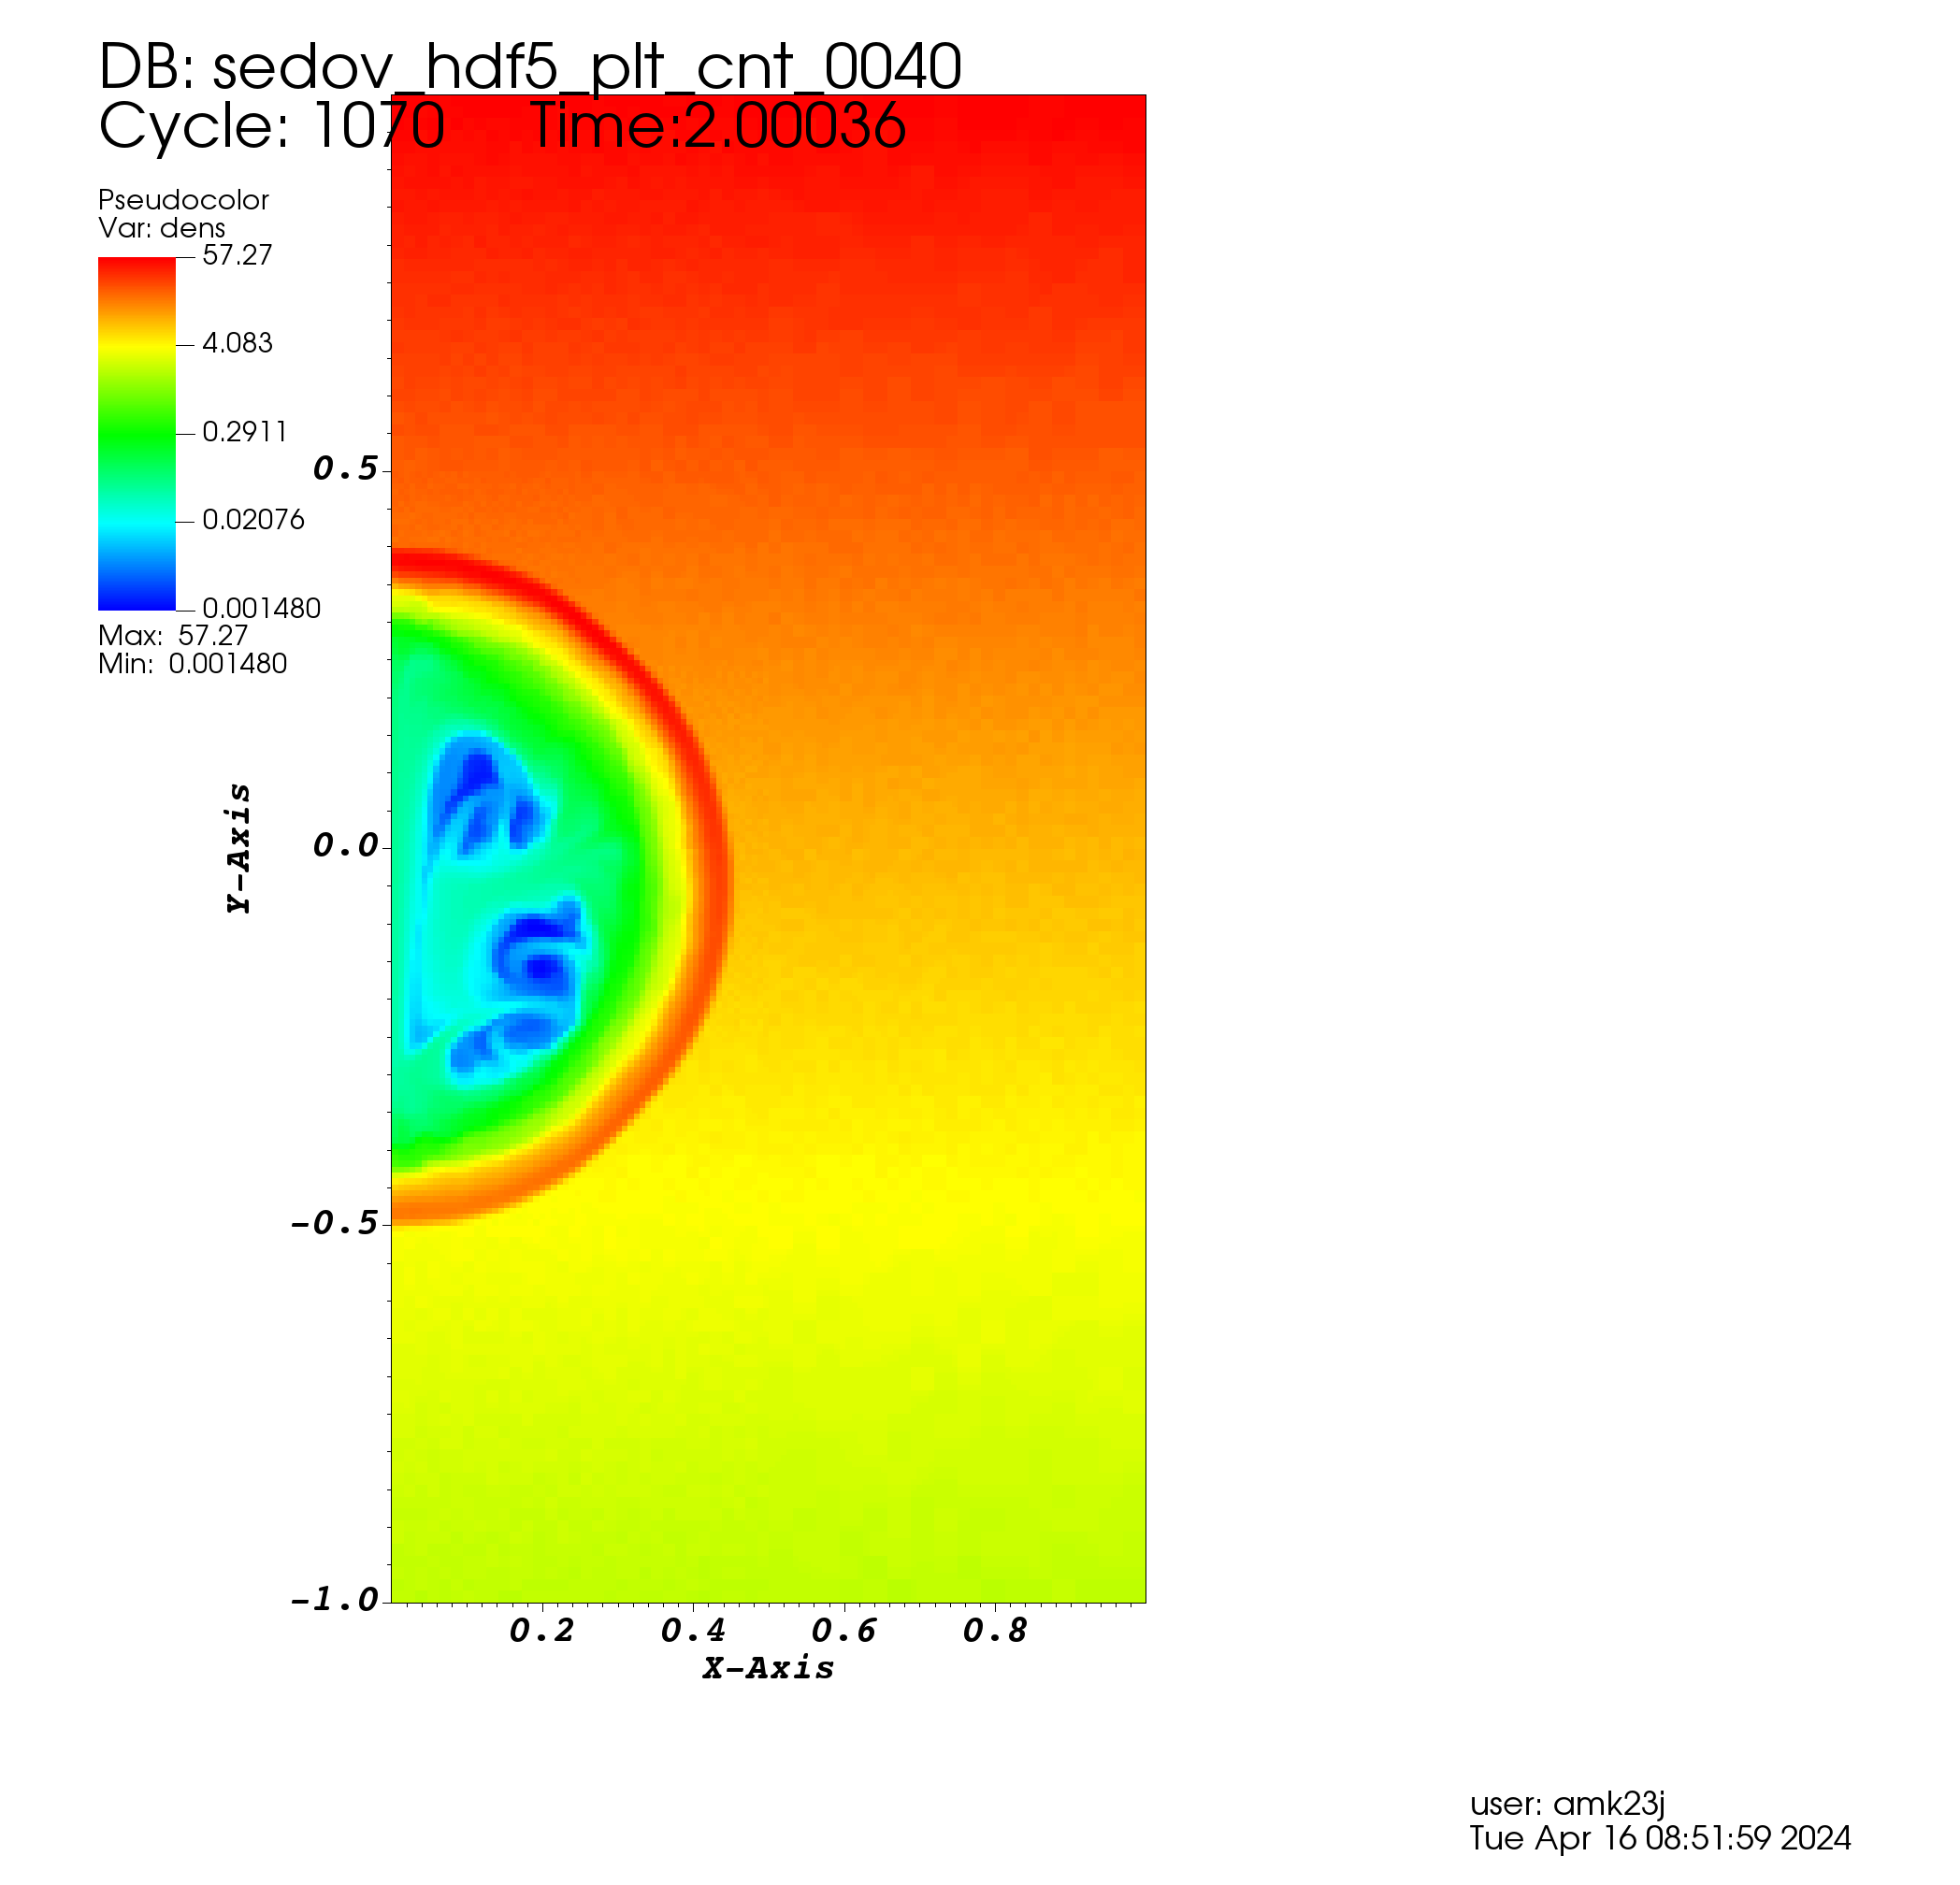 DB: sedov_hdf5_plt_cnt_0040
Cycle: 1070 Time:2.00036
Pseudocolor
Var: dens
57.27
4.083
0.2911
0.02076
0.001480
Max: 57.27
Min: 0.001480
Y-Axis
0.5
0.0
-0.5
-1.0
0.2 0.4 0.6 0.8
X-Axis
user: amk23j
Tue Apr 16 08:51:59 2024